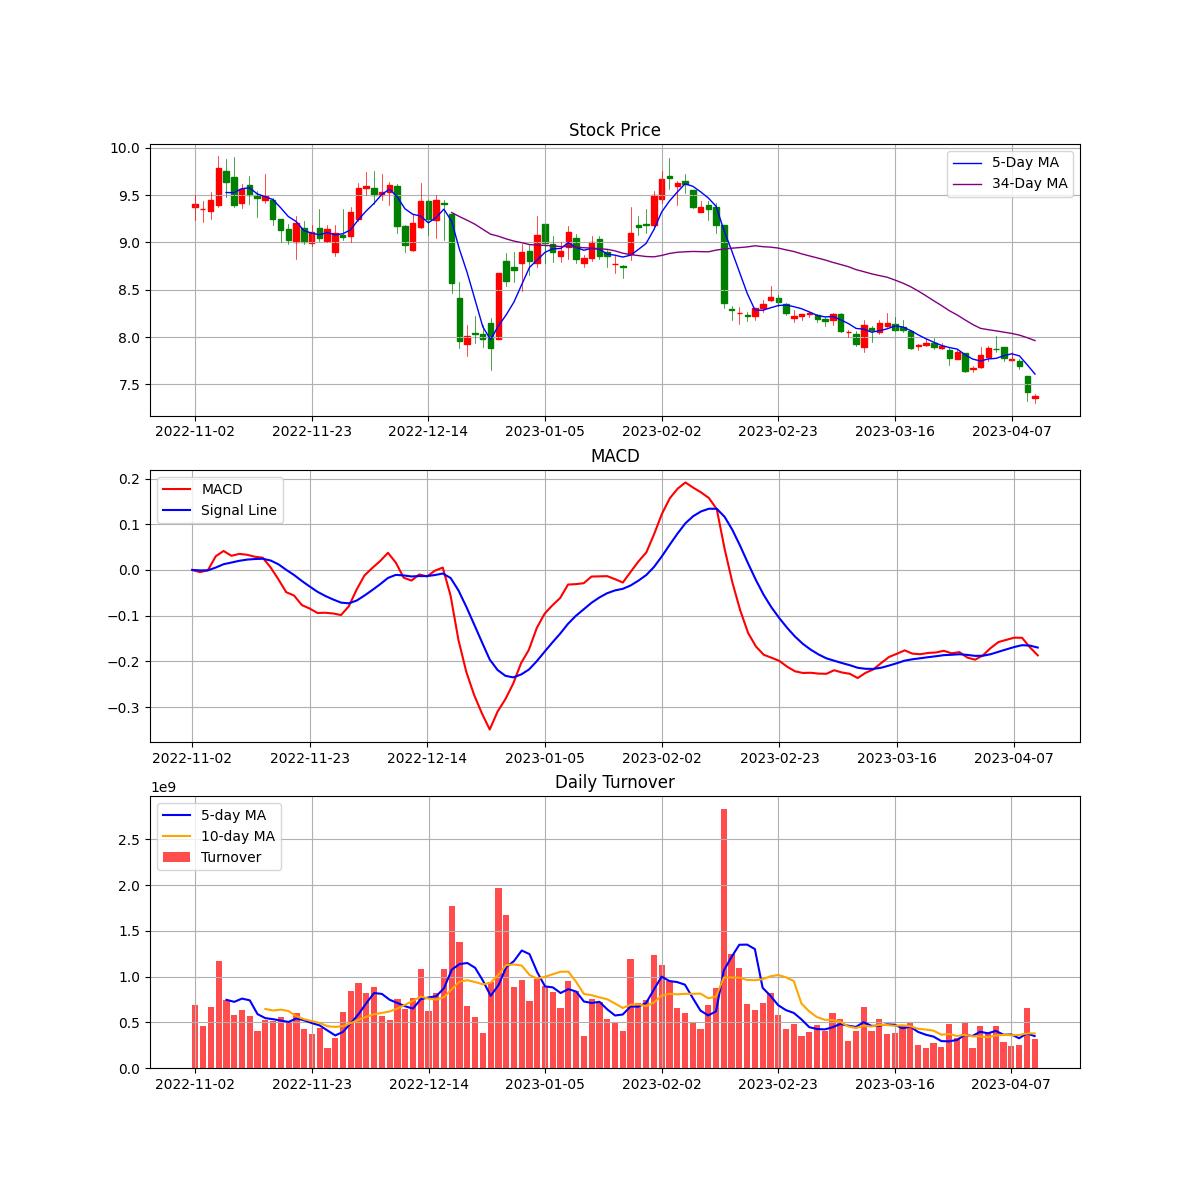 Stock Price
10.0
9.5
9.0
8.5
8.0
7.5
5-Day MA
34-Day MA
2022-11-02 2022-11-23 2022-12-14 2023-01-05 2023-02-02 2023-02-23 2023-03-16 2023-04-07
MACD
0.2
0.1
0.0
−0.1
−0.2
−0.3
MACD
Signal Line
2022-11-02 2022-11-23 2022-12-14 2023-01-05 2023-02-02 2023-02-23 2023-03-16 2023-04-07
Daily Turnover
1e9
2.5
2.0
1.5
1.0
0.5
0.0
5-day MA
10-day MA
Turnover
2022-11-02 2022-11-23 2022-12-14 2023-01-05 2023-02-02 2023-02-23 2023-03-16 2023-04-07